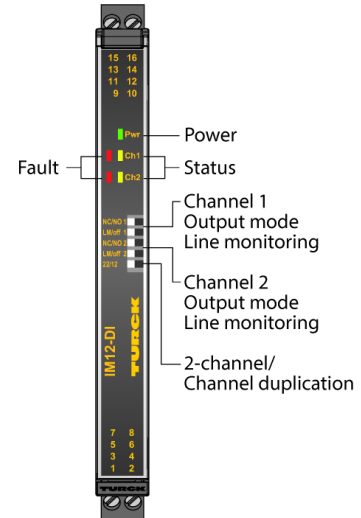 15 16
13 14
11 12
9 10
Pwr
Power
Fault
Ch1
Status
Ch2
NC/NO 1
LM/off 1
NC/NO 2
LM/off 2
22/12
Channel 1
Output mode
Line monitoring
Channel 2
Output mode
Line monitoring
2-channel/
Channel duplication
IM12-DI
TURCK
7 8
5 6
3 4
1 2
TURCK